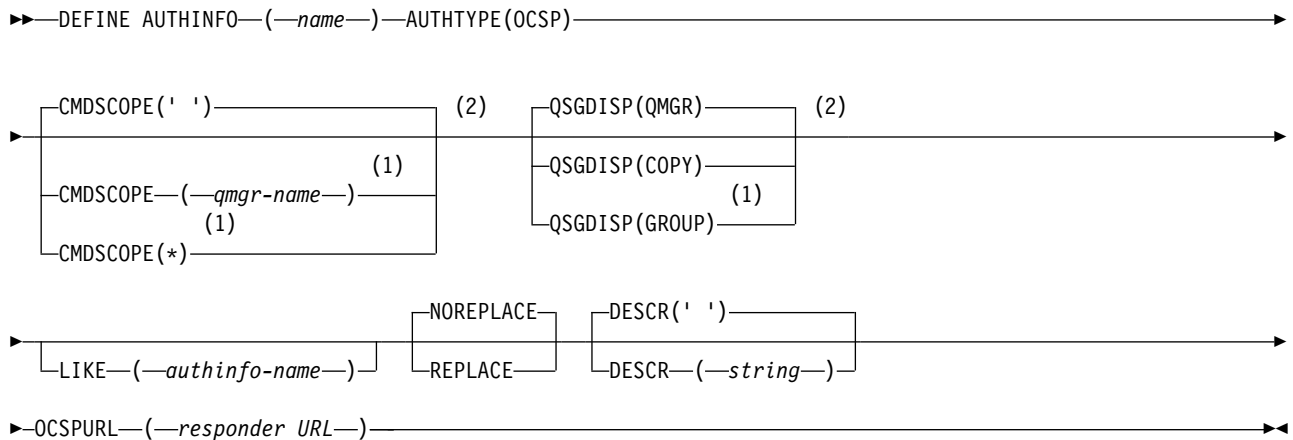 DEFINE AUTHINFO ( name ) AUTHTYPE(OCSP)
CMDSCOPE(' ') (2) QSGDISP(QMGR) (2)
(1) QSGDISP(COPY)
CMDSCOPE ( qmgr-name ) (1)
(1) QSGDISP(GROUP)
CMDSCOPE(*)
NOREPLACE DESCR(' ')
LIKE ( authinfo-name ) REPLACE DESCR ( string )
OCSPURL ( responder URL )